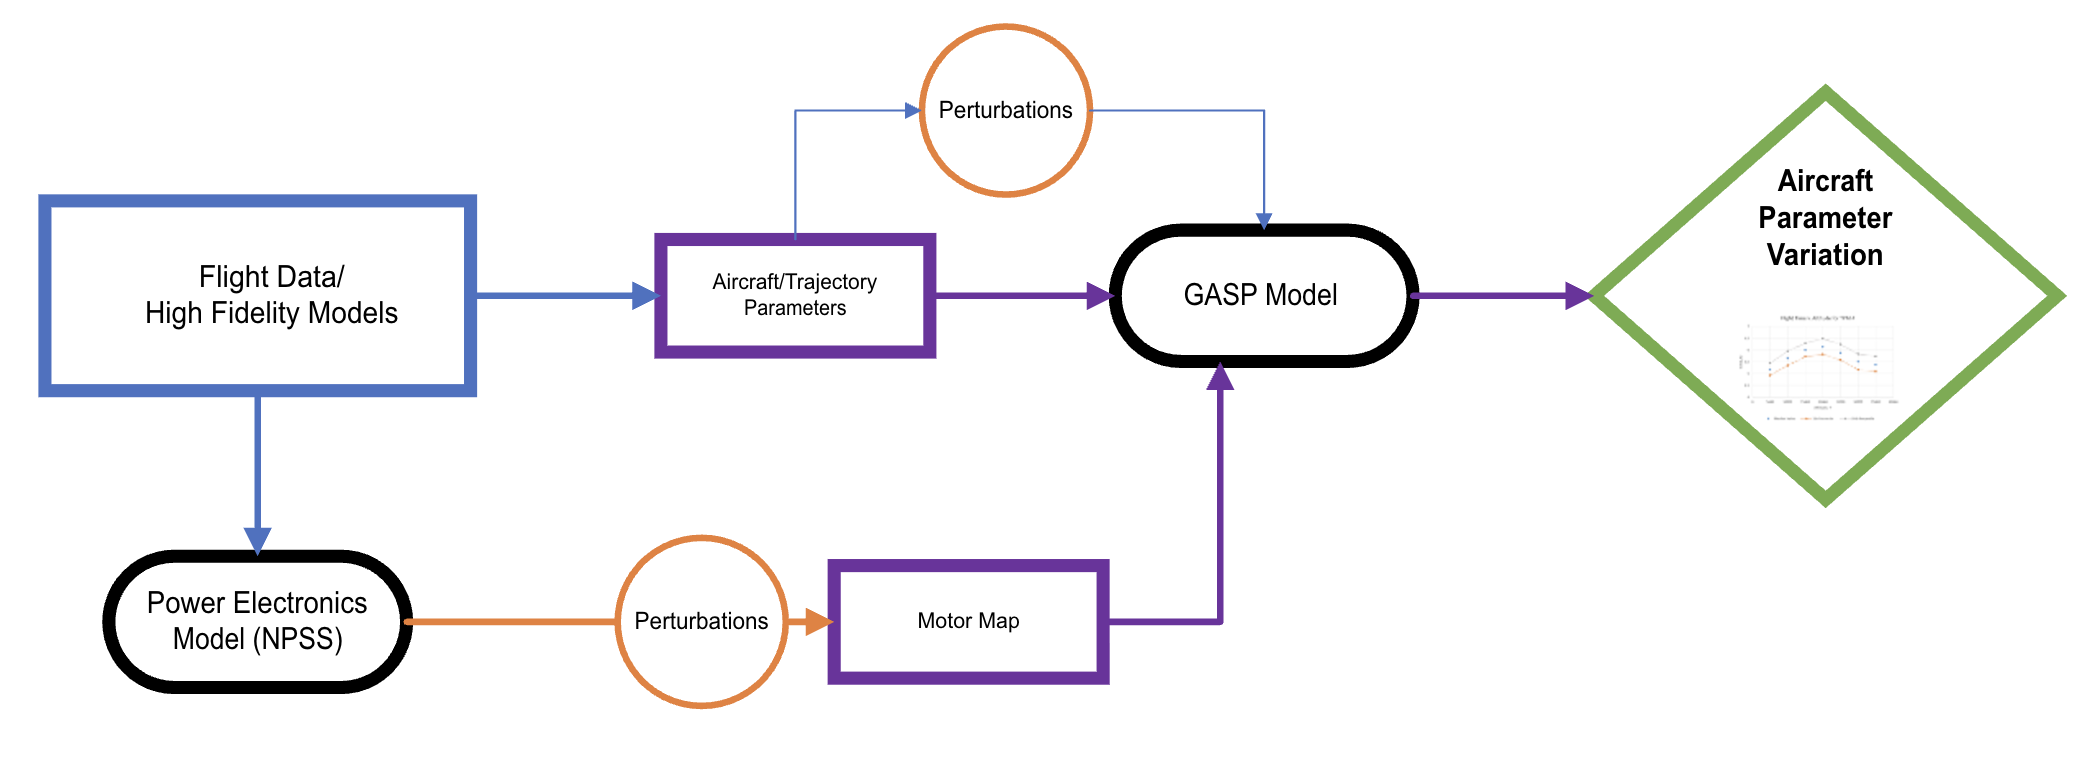 Perturbations
Flight Data/
High Fidelity Models
Aircraft/Trajectory
Parameters
GASP Model
Aircraft
Parameter
Variation
Power Electronics
Model (NPSS)
Perturbations
Motor Map